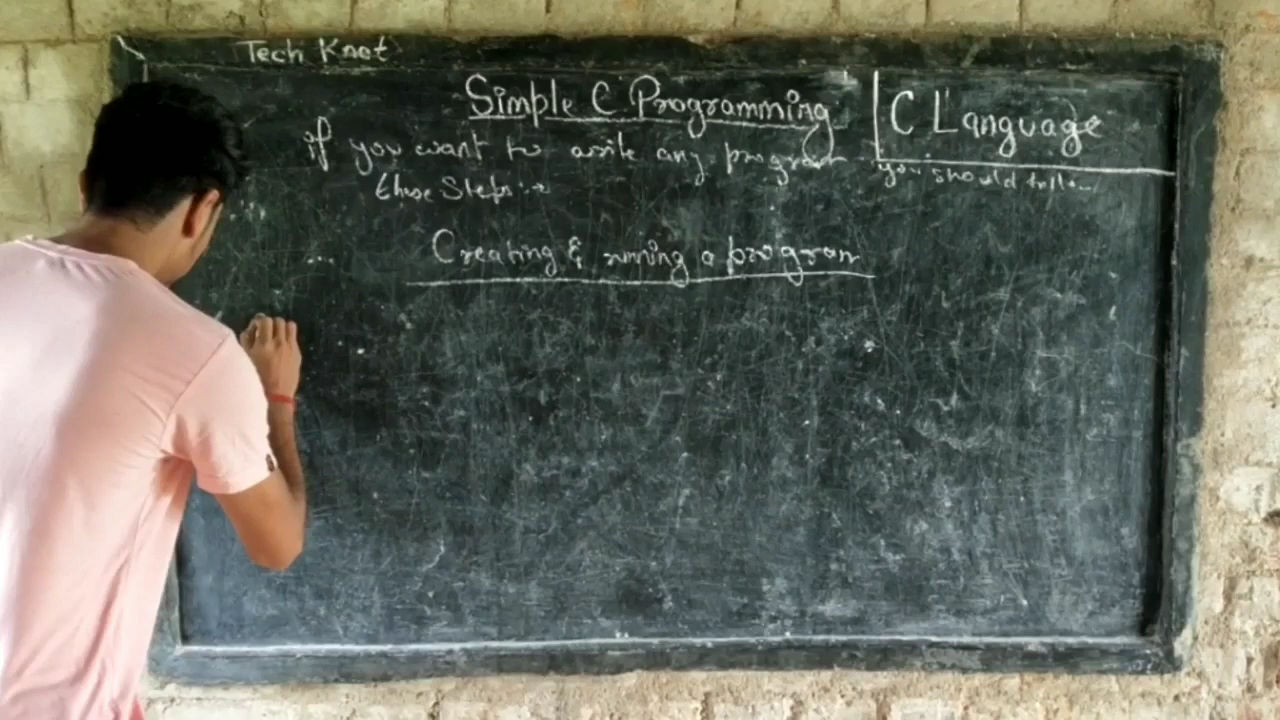 Tech Knot
Simple C Programming
C Language
if you want to write any program you should follow
these Steps :→
Creating & running a program